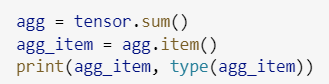 agg = tensor.sum()
agg_item = agg.item()
print(agg_item, type(agg_item))